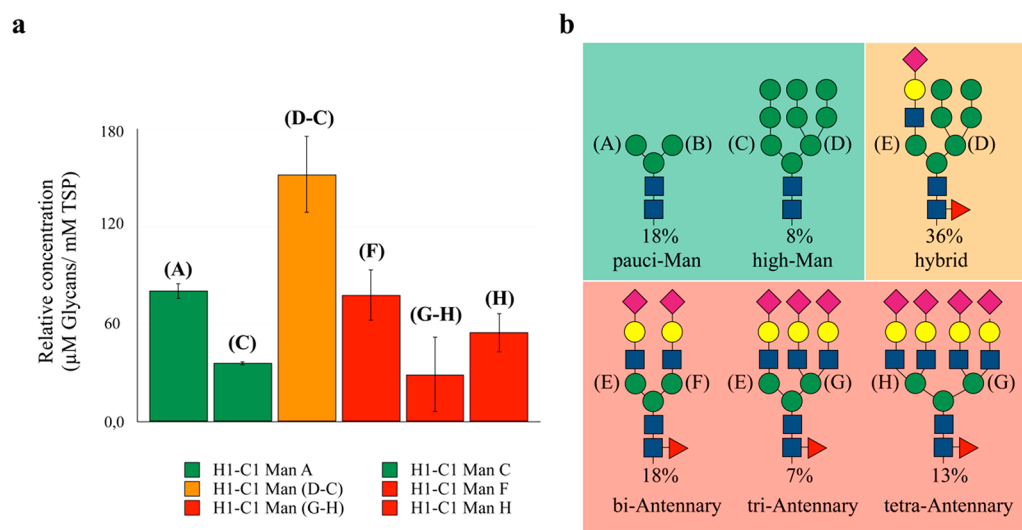 a
Relative concentration
(μM Glycans/ mM TSP)
180
120
60
0,0
(A)
(C)
(D-C)
(F)
(G-H)
(H)
H1-C1 Man A
H1-C1 Man C
H1-C1 Man (D-C)
H1-C1 Man F
H1-C1 Man (G-H)
H1-C1 Man H
b
(A)
(B)
18%
pauci-Man
(C)
(D)
8%
high-Man
(E)
(D)
36%
hybrid
(E)
(F)
18%
bi-Antennary
(E)
(G)
7%
tri-Antennary
(H)
(G)
13%
tetra-Antennary